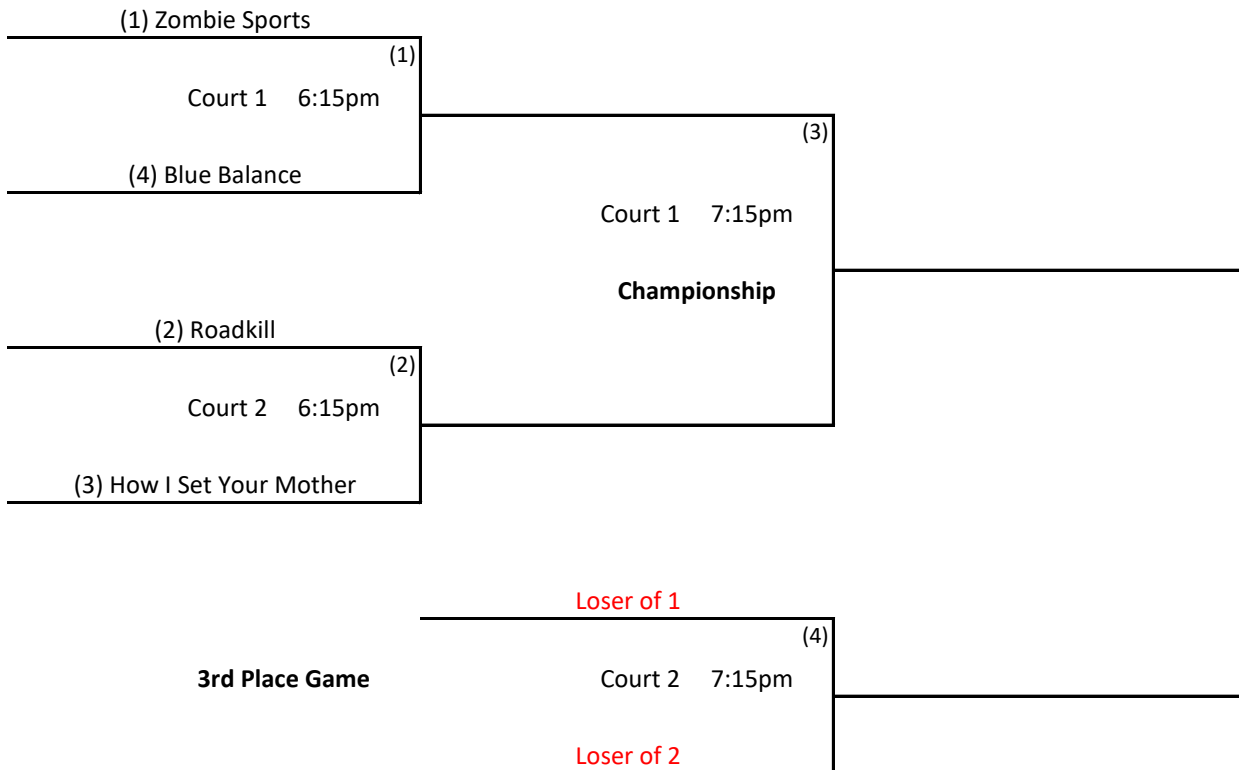 (1) Zombie Sports
(1)
Court 1 6:15pm
(3)
(4) Blue Balance
Court 1 7:15pm
Championship
(2) Roadkill
(2)
Court 2 6:15pm
(3) How I Set Your Mother
Loser of 1
(4)
3rd Place Game Court 2 7:15pm
Loser of 2